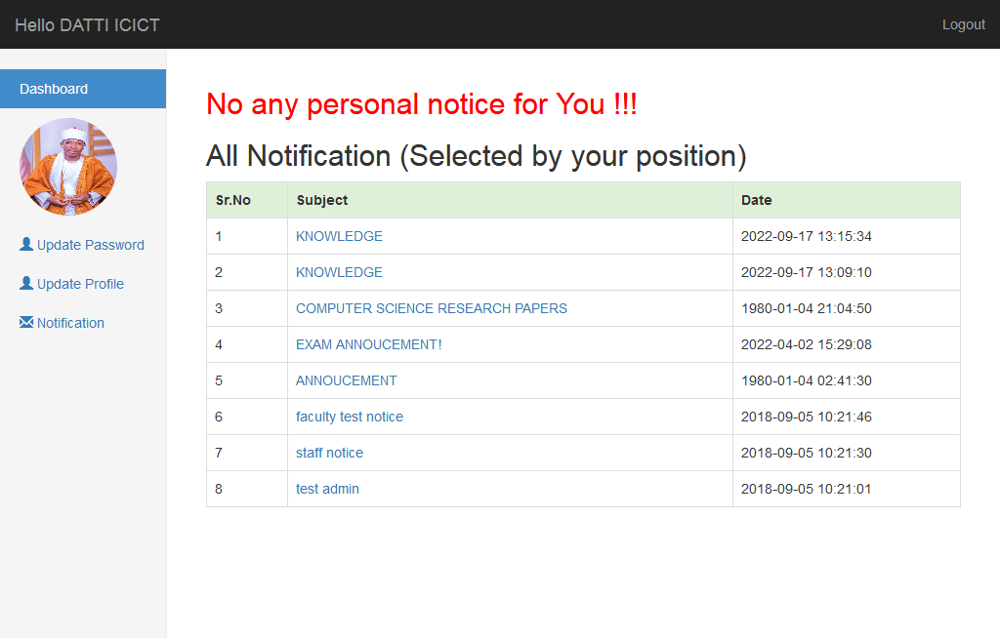 Hello DATTI ICICT
Logout
Dashboard
Update Password
Update Profile
Notification
No any personal notice for You !!!
All Notification (Selected by your position)
Sr.No Subject Date
1 KNOWLEDGE 2022-09-17 13:15:34
2 KNOWLEDGE 2022-09-17 13:09:10
3 COMPUTER SCIENCE RESEARCH PAPERS 1980-01-04 21:04:50
4 EXAM ANNOUCEMENT! 2022-04-02 15:29:08
5 ANNOUCEMENT 1980-01-04 02:41:30
6 faculty test notice 2018-09-05 10:21:46
7 staff notice 2018-09-05 10:21:30
8 test admin 2018-09-05 10:21:01